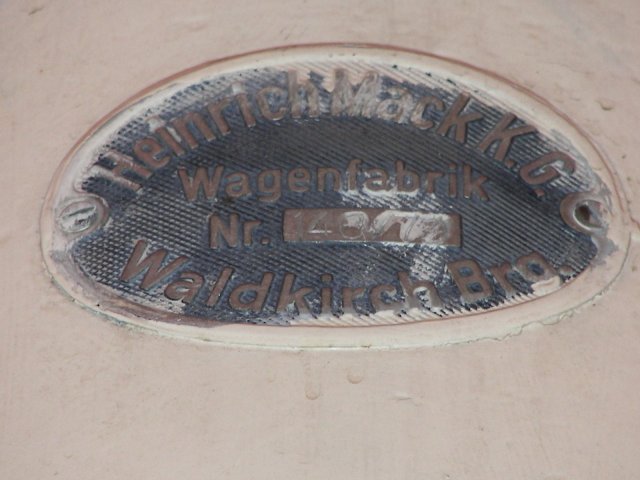 Heinrich Mack K.G.
Wagenfabrik
Nr.
Waldkirch Brg.